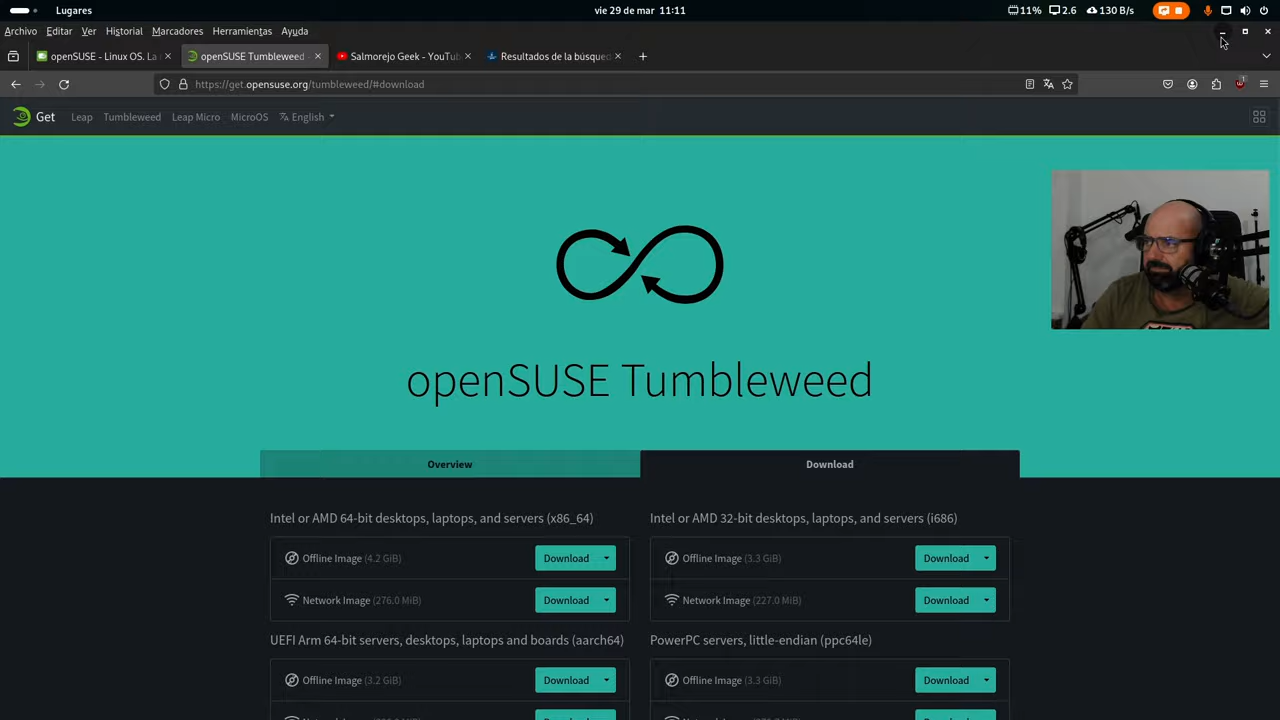 Lugares
vie 29 de mar 11:11
11% 2.6 130 B/s
Archivo Editar Ver Historial Marcadores Herramientas Ayuda
openSUSE - Linux OS. La
openSUSE Tumbleweed -
Salmorejo Geek - YouTub
Resultados de la búsqued
https://get.opensuse.org/tumbleweed/#download
1
Get Leap Tumbleweed Leap Micro MicroOS English
openSUSE Tumbleweed
Overview
Download
Intel or AMD 64-bit desktops, laptops, and servers (x86_64)
Offline Image (4.2 GiB) Download
Network Image (276.0 MiB) Download
Intel or AMD 32-bit desktops, laptops, and servers (i686)
Offline Image (3.3 GiB) Download
Network Image (227.0 MiB) Download
UEFI Arm 64-bit servers, desktops, laptops and boards (aarch64)
Offline Image (3.2 GiB) Download
PowerPC servers, little-endian (ppc64le)
Offline Image (3.3 GiB) Download